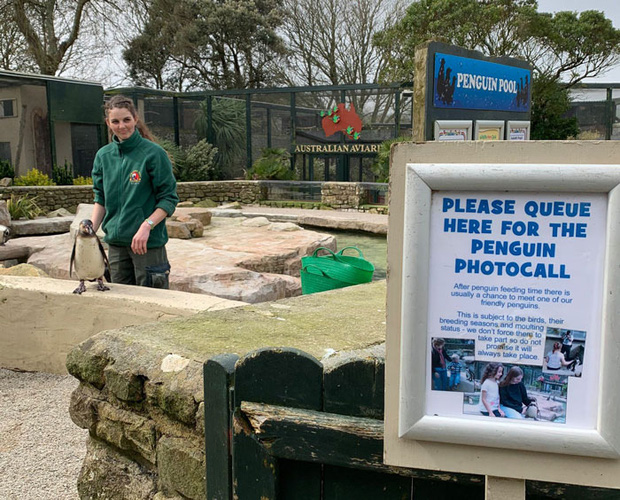 PENGUIN POOL
AUSTRALIAN AVIARI
PLEASE QUEUE
HERE FOR THE
PENGUIN
PHOTOCALL
After penguin feeding time there is
usually a chance to meet one of our
friendly penguins.
This is subject to the birds, their
breeding seasons and moulting
status - we don't force them to
take part so do not
promise it will
always take place.